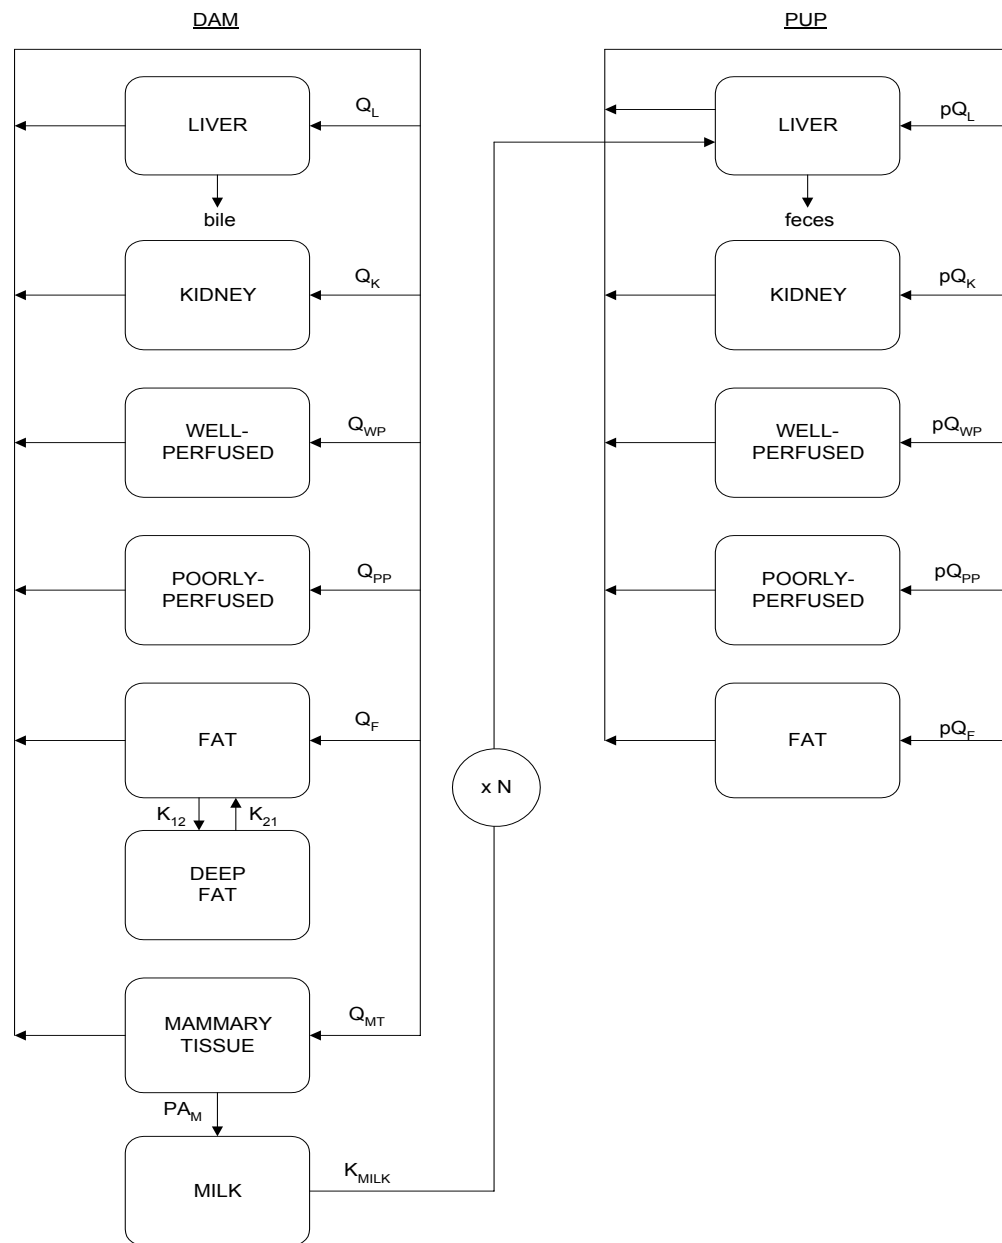 DAM
LIVER
Q_L
bile
KIDNEY
Q_K
WELL-
PERFUSED
Q_WP
POORLY-
PERFUSED
Q_PP
FAT
Q_F
K_12
K_21
DEEP
FAT
MAMMARY
TISSUE
Q_MT
PA_M
MILK
K_MILK
x N
PUP
LIVER
pQ_L
feces
KIDNEY
pQ_K
WELL-
PERFUSED
pQ_WP
POORLY-
PERFUSED
pQ_PP
FAT
pQ_F